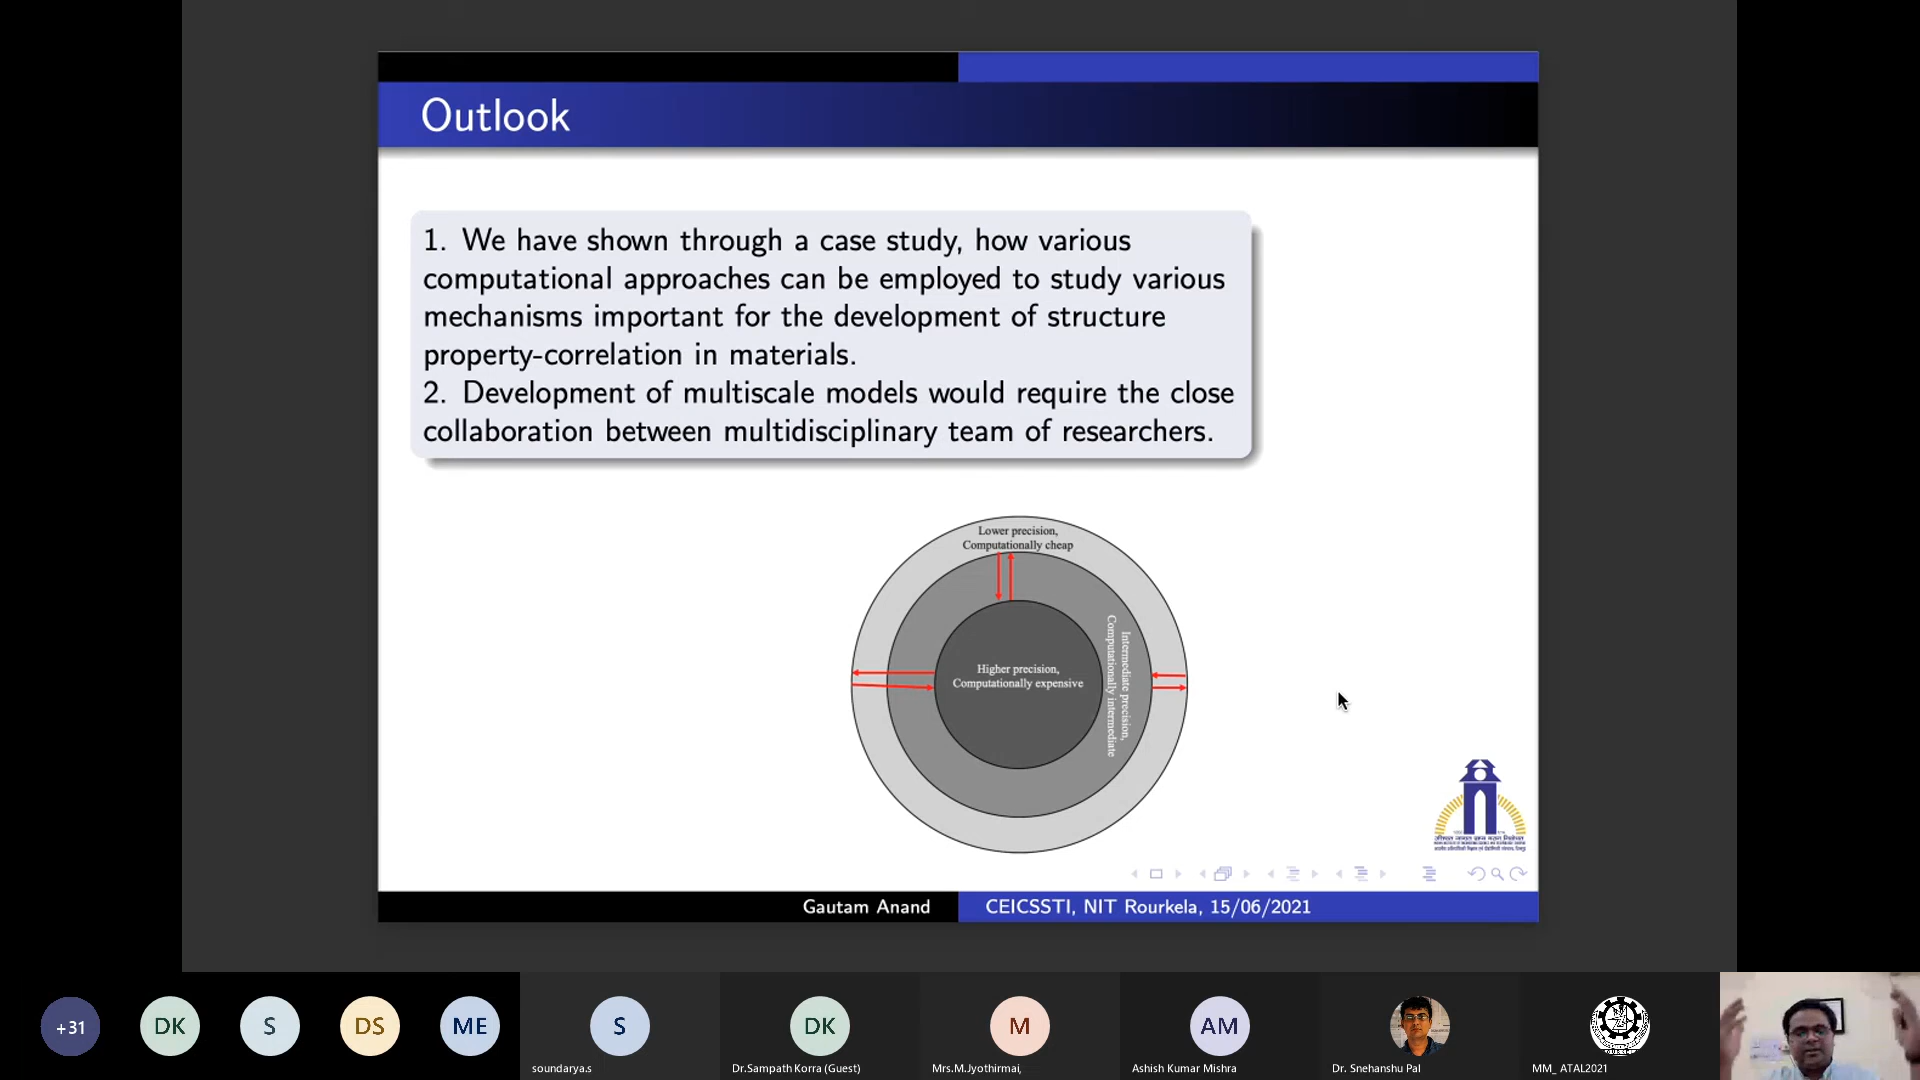 Outlook
1. We have shown through a case study, how various
computational approaches can be employed to study various
mechanisms important for the development of structure
property-correlation in materials.
2. Development of multiscale models would require the close
collaboration between multidisciplinary team of researchers.
Lower precision,
Computationally cheap
Higher precision,
Computationally expensive
Intermediate precision,
Computationally intermediate
Gautam Anand
CEICSSTI, NIT Rourkela, 15/06/2021
+31
DK
S
DS
ME
S
DK
M
AM
soundarya.s
Dr.Sampath Korra (Guest)
Mrs.M.Jyothirmai,
Ashish Kumar Mishra
Dr. Snehanshu Pal
MM_ ATAL2021